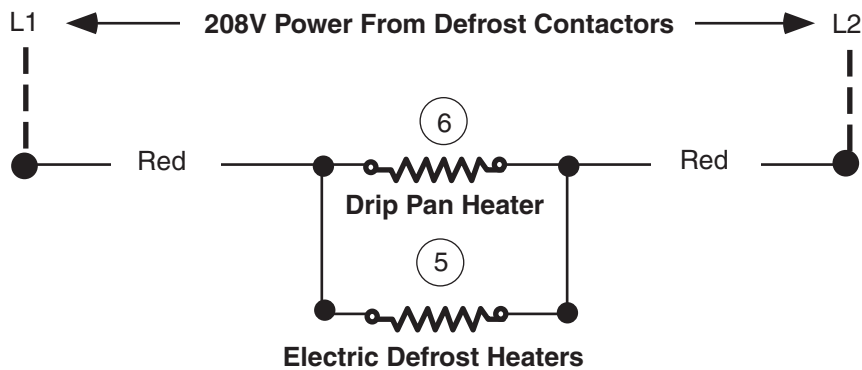 L1 208V Power From Defrost Contactors L2
6
Red Red
Drip Pan Heater
5
Electric Defrost Heaters